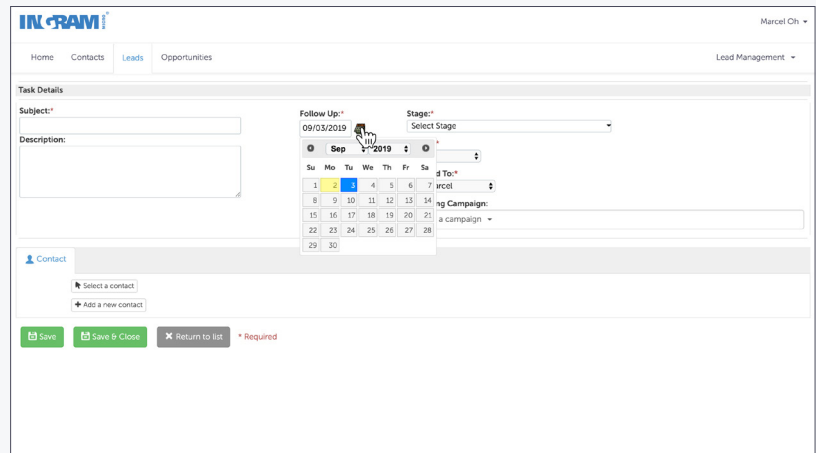 INGRAM MICRO
Marcel Oh
Home Contacts Leads Opportunities
Lead Management
Task Details
Subject:*
Follow Up:*
Stage:*
09/03/2019
Select Stage
Description:
*
Sep 2019
Su Mo Tu We Th Fr Sa
d To:*
1 2 3 4 5 6 7
arcel
8 9 10 11 12 13 14
ng Campaign:
15 16 17 18 19 20 21
a campaign
22 23 24 25 26 27 28
29 30
Contact
Select a contact
Add a new contact
Save
Save & Close
Return to list
* Required